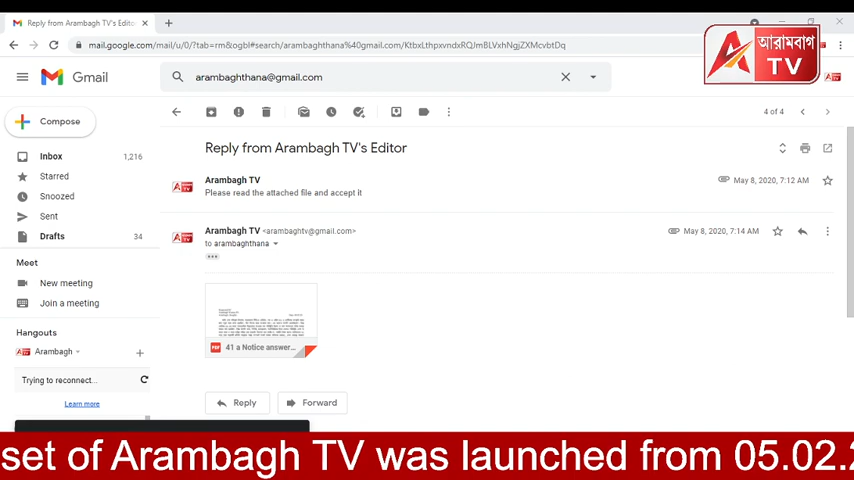 Reply from Arambagh TV's Edito
mail.google.com/mail/u/0/?tab=rm&ogbl#search/arambaghthana%40gmail.com/KtbxLthpxvndxRQJmBLVxhNgjZXMcvbtDq
আরামবাগ
TV
Gmail
arambaghthana@gmail.com
Compose
4 of 4
Inbox 1,216
Starred
Snoozed
Sent
Drafts 34
Meet
New meeting
Join a meeting
Hangouts
Arambagh
Trying to reconnect...
Learn more
Reply from Arambagh TV's Editor
Arambagh TV May 8, 2020, 7:12 AM
Please read the attached file and accept it
Arambagh TV <arambaghtv@gmail.com> May 8, 2020, 7:14 AM
to arambaghthana
PDF 41 a Notice answer...
Reply Forward
set of Arambagh TV was launched from 05.02.2